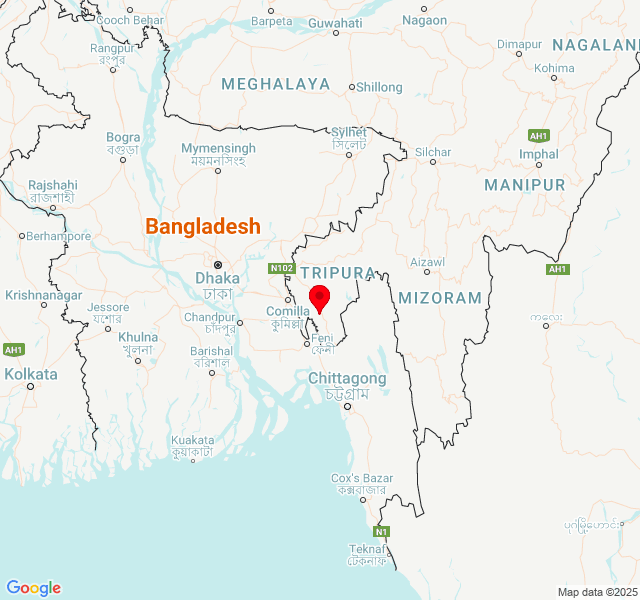 Cooch Behar
Barpeta
Nagaon
Guwahati
Rangpur
রংপুর
Dimapur
NAGALAND
Kohima
MEGHALAYA
Shillong
Bogra
বগুড়া
Mymensingh
ময়মনসিংহ
Sylhet
সিলেট
Silchar
AH1
Imphal
MANIPUR
Rajshahi
রাজশাহী
Bangladesh
Berhampore
Dhaka
ঢাকা
N102
TRIPURA
Aizawl
AH1
MIZORAM
Krishnanagar
Jessore
যশোর
Chandpur
চাঁদপুর
Comilla
কুমিল্লা
ကလေး
Khulna
খুলনা
Feni
ফেনী
AH1
Barishal
বরিশাল
Kolkata
Chittagong
চট্টগ্রাম
Kuakata
কুয়াকাটা
Cox's Bazar
কক্সবাজার
N1
Teknaf
টেকনাফ
Google
Map data ©2025